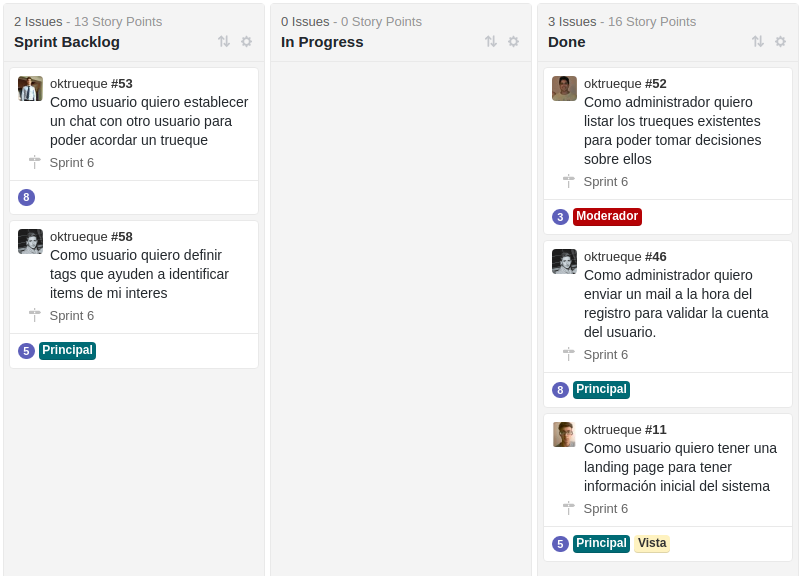 2 Issues - 13 Story Points
Sprint Backlog
oktrueque #53
Como usuario quiero establecer
un chat con otro usuario para
poder acordar un trueque
Sprint 6
8
oktrueque #58
Como usuario quiero definir
tags que ayuden a identificar
items de mi interes
Sprint 6
5 Principal
0 Issues - 0 Story Points
In Progress
3 Issues - 16 Story Points
Done
oktrueque #52
Como administrador quiero
listar los trueques existentes
para poder tomar decisiones
sobre ellos
Sprint 6
3 Moderador
oktrueque #46
Como administrador quiero
enviar un mail a la hora del
registro para validar la cuenta
del usuario.
Sprint 6
8 Principal
oktrueque #11
Como usuario quiero tener una
landing page para tener
información inicial del sistema
Sprint 6
5 Principal Vista